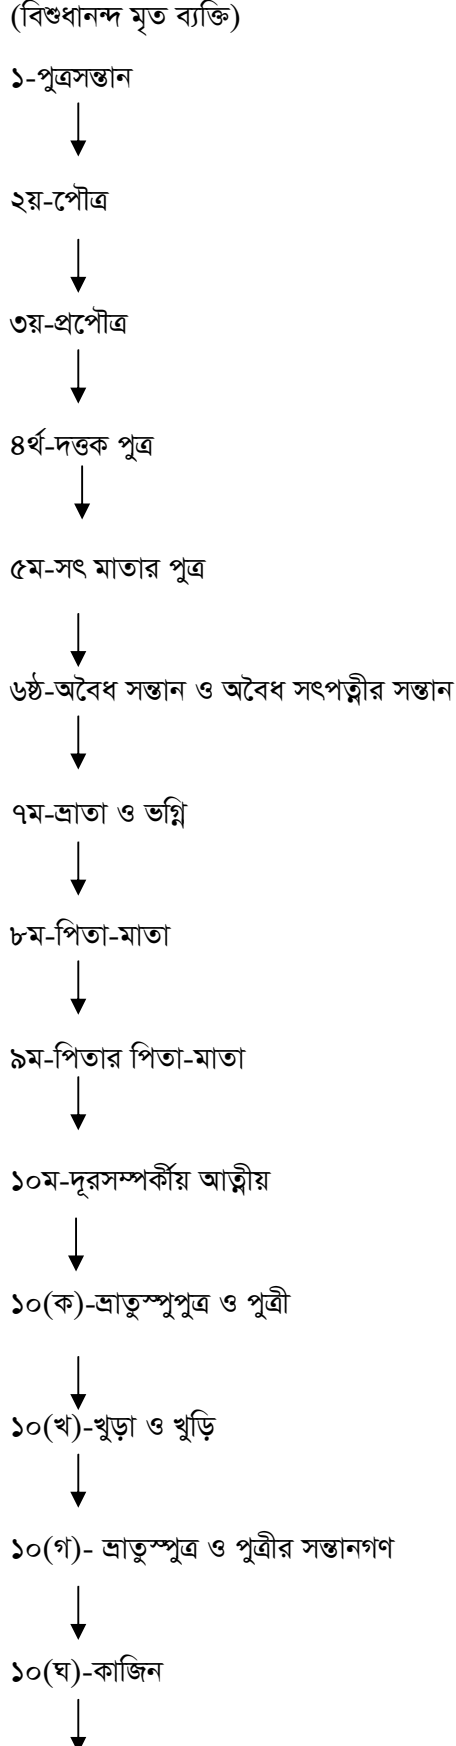 (বিশুধানন্দ মৃত ব্যক্তি)
১-পুত্রসন্তান
২য়-পৌত্র
৩য়-প্রপৌত্র
৪র্থ-দত্তক পুত্র
৫ম-সৎ মাতার পুত্র
৬ষ্ঠ-অবৈধ সন্তান ও অবৈধ সৎপত্নীর সন্তান
৭ম-ভ্রাতা ও ভগ্নি
৮ম-পিতা-মাতা
৯ম-পিতার পিতা-মাতা
১০ম-দূরসম্পর্কীয় আত্নীয়
১০(ক)-ভ্রাতুস্পুপুত্র ও পুত্রী
১০(খ)-খুড়া ও খুড়ি
১০(গ)- ভ্রাতুস্পুত্র ও পুত্রীর সন্তানগণ
১০(ঘ)-কাজিন